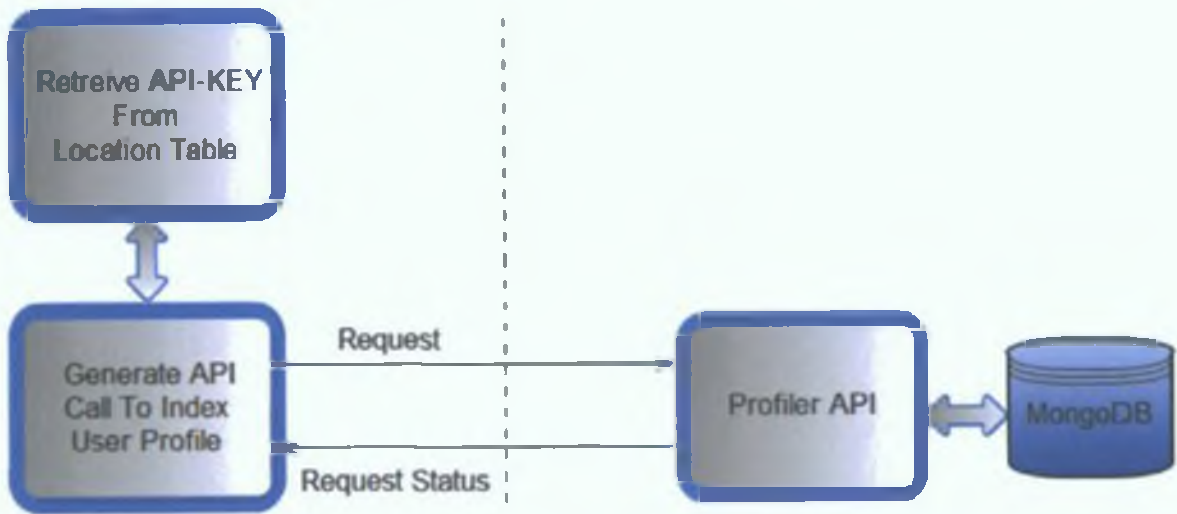 Retreive API-KEY
From
Location Table
Request
Generate API
Call To Index
User Profile
Profiler API
MongoDB
Request Status